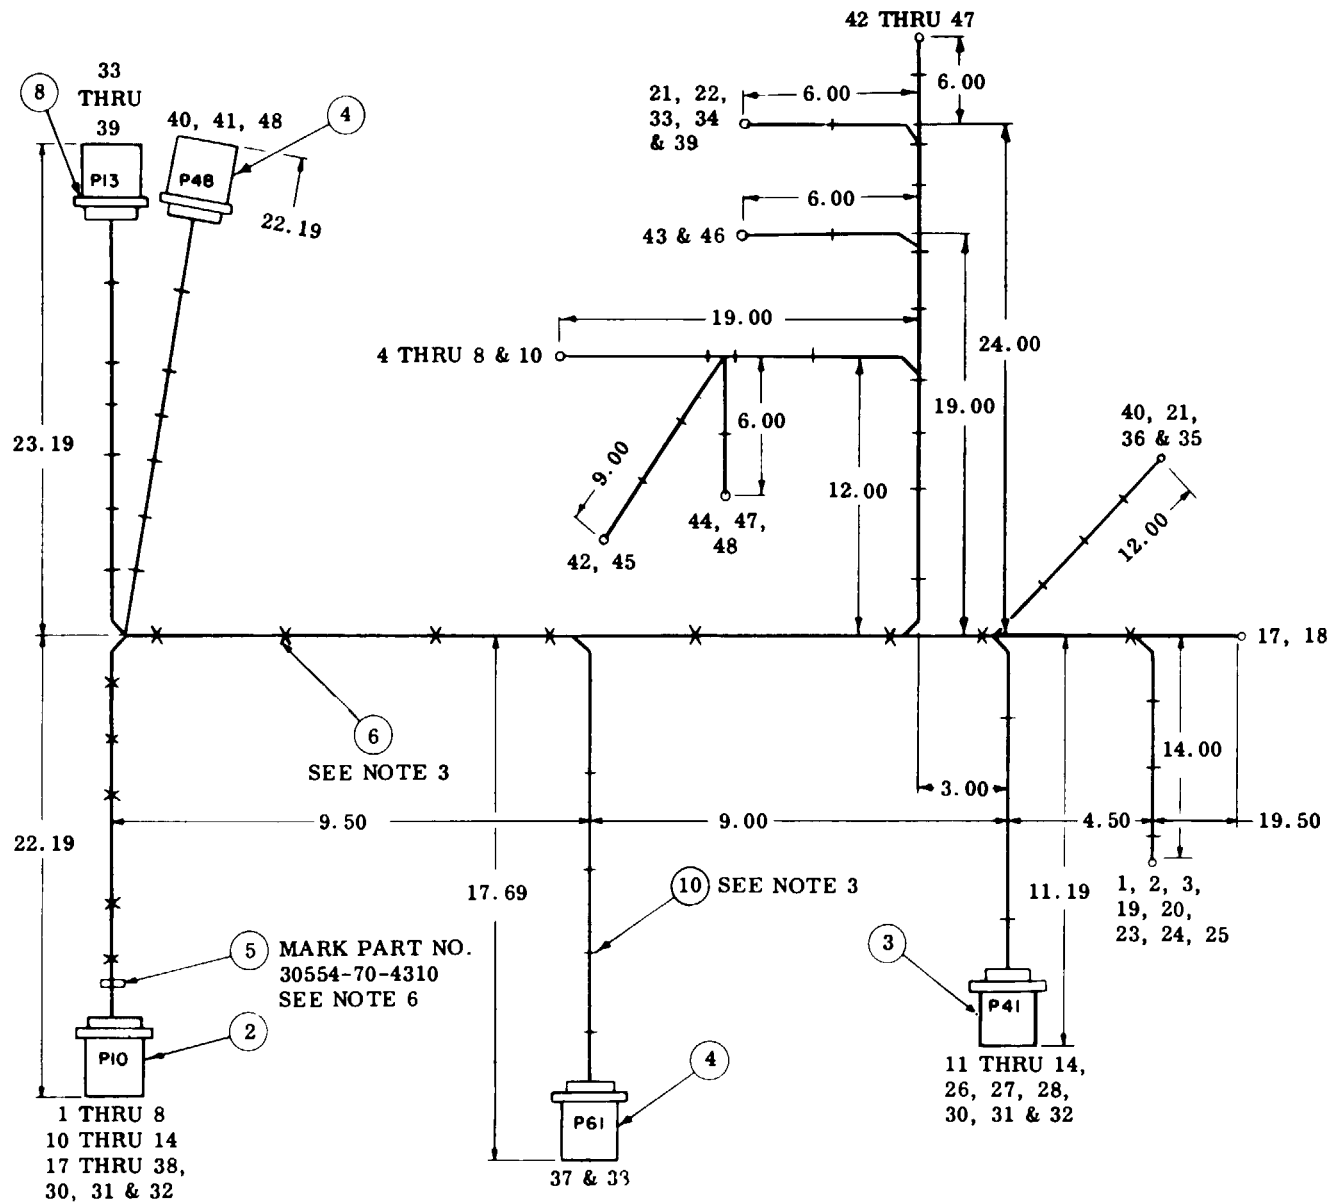 42 THRU 47
6.00
21, 22,
33, 34
& 39
6.00
33
THRU
39
8
40, 41, 48
4
P13
P48
22.19
6.00
43 & 46
19.00
24.00
4 THRU 8 & 10
19.00
6.00
9.00
12.00
44, 47,
48
42, 45
40, 21,
36 & 35
12.00
23.19
17, 18
6
SEE NOTE 3
14.00
3.00
9.50
9.00
4.50
19.50
22.19
17.69
10
SEE NOTE 3
11.19
1, 2, 3,
19, 20,
23, 24, 25
5
MARK PART NO.
30554-70-4310
SEE NOTE 6
3
P41
2
P10
4
P61
11 THRU 14,
26, 27, 28,
30, 31 & 32
1 THRU 8
10 THRU 14
17 THRU 38,
30, 31 & 32
37 &